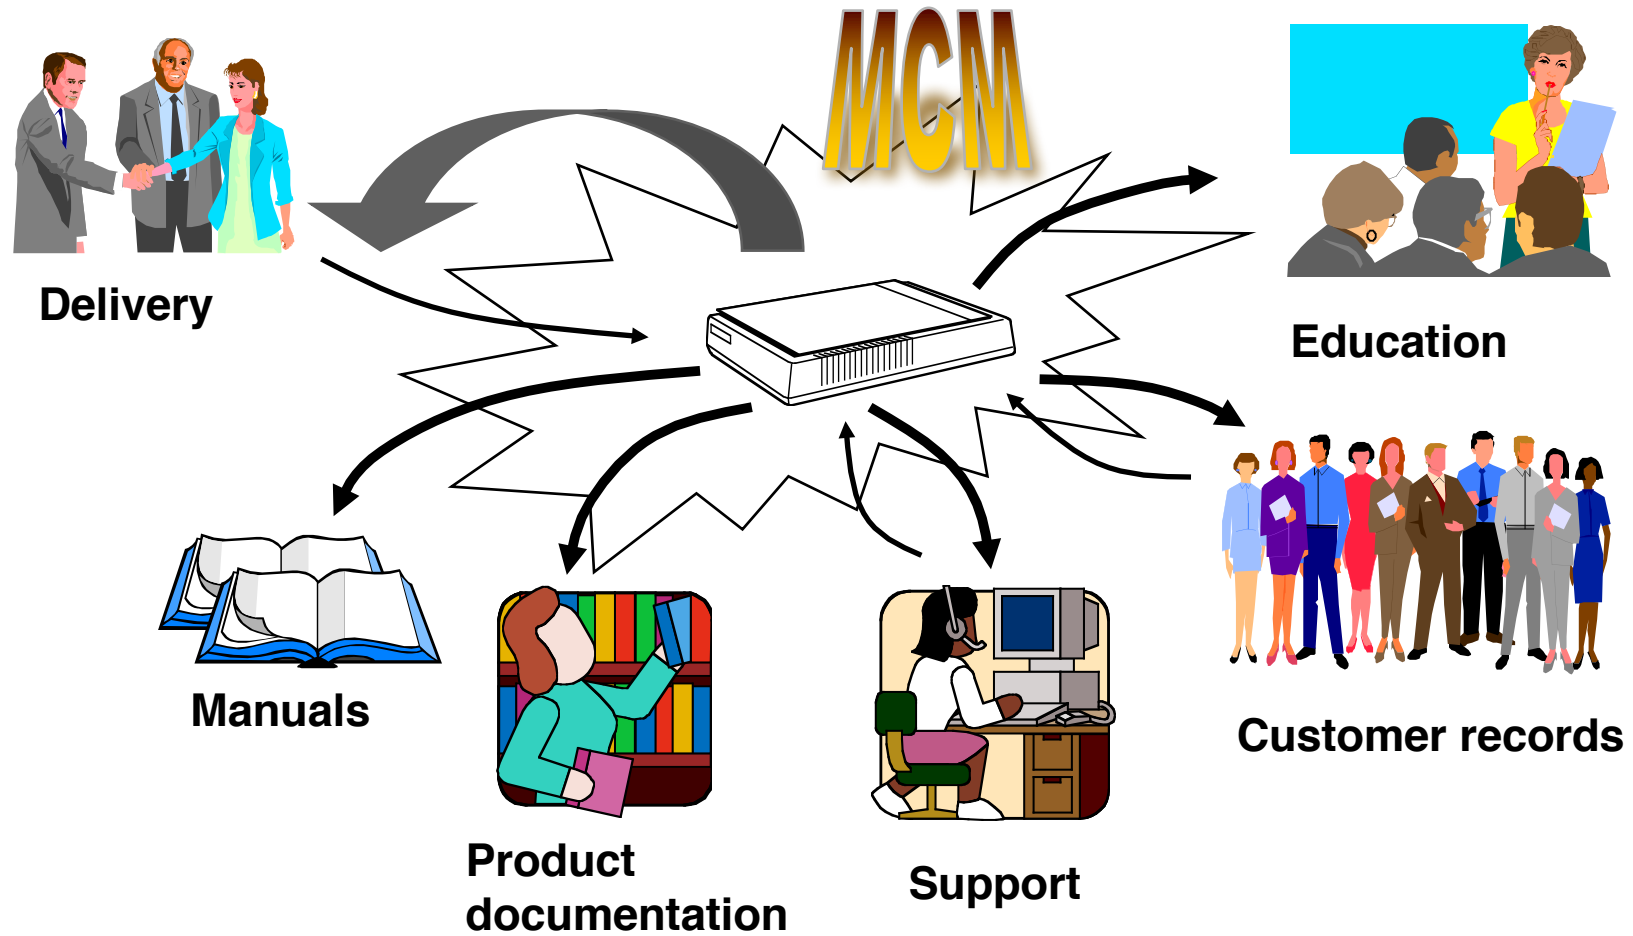 MCM
Delivery
Education
Manuals
Customer records
Product
documentation
Support